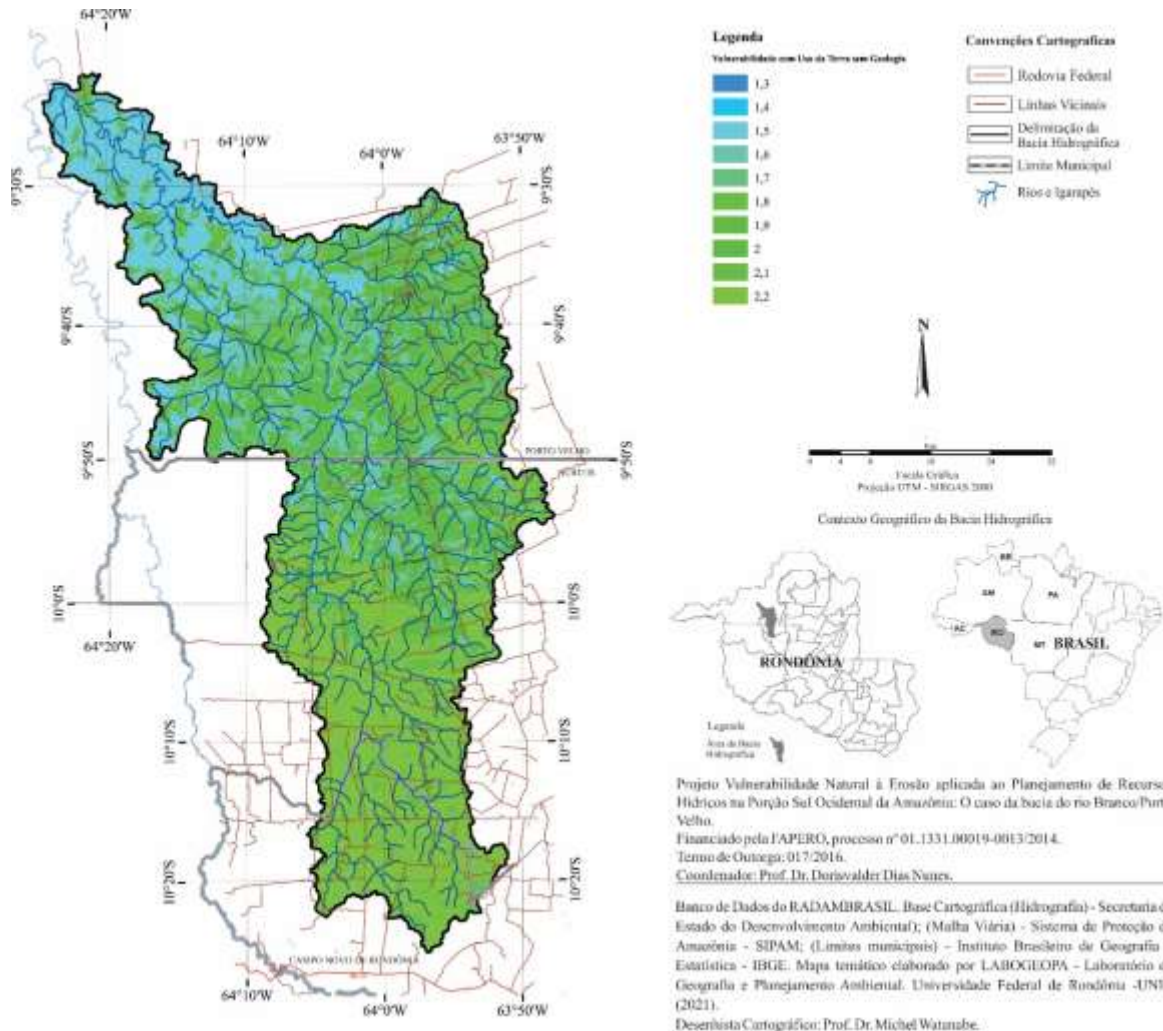 64°20'W
64°10'W
64°0'W
63°50'W
9°30'S
9°30'S
9°40'S
9°40'S
9°50'S
9°50'S
PORTO VELHO
10°0'S
10°0'S
64°20'W
10°10'S
10°10'S
10°20'S
10°20'S
CAMPO NOVO DE RONDÔNIA
64°10'W
64°0'W
63°50'W
Legenda
Vulnerabilidade com Uso da Terra sem Geologia
1,3
1,4
1,5
1,6
1,7
1,8
1,9
2
2,1
2,2
Convenções Cartograficas
Rodovia Federal
Linhas Vicinais
Delimitação da
Bacia Hidrográfica
Limite Municipal
Rios e Igarapés
N
Km
Escala Gráfica
Projeção UTM - SIRGAS 2000
Contexto Geográfico da Bacia Hidrográfica
RONDÔNIA
Legenda
Área da Bacia
Hidrográfica
RR
AM
PA
AC
RO
MT
BRASIL
Projeto Vulnerabilidade Natural à Erosão aplicada ao Planejamento de Recurso
Hídricos na Porção Sul Ocidental da Amazônia: O caso da bacia do rio Branco/Port
Velho.
Financiado pela FAPERO, processo n° 01.1331.00019-0013/2014.
Termo de Outorga: 017/2016.
Coordenador: Prof. Dr. Dorisvalder Dias Nunes.
Banco de Dados do RADAMBRASIL. Base Cartográfica (Hidrografia) - Secretaria d
Estado do Desenvolvimento Ambiental); (Malha Viária) - Sistema de Proteção d
Amazônia - SIPAM; (Limites municipais) - Instituto Brasileiro de Geografia
Estatística - IBGE. Mapa temático elaborado por LABOGEOPA - Laboratório d
Geografia e Planejamento Ambiental. Universidade Federal de Rondônia -UNI
(2021).
Desenhista Cartográfico: Prof. Dr. Michel Watanabe.